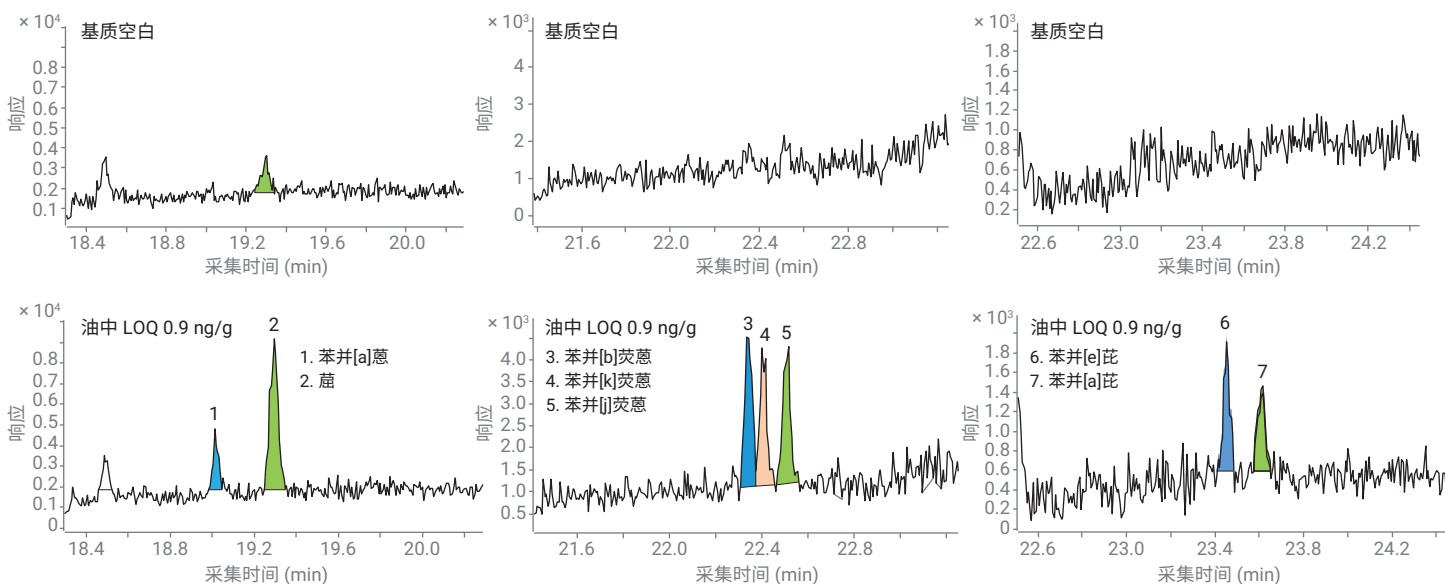 × 10⁴
基质空白
0.8
0.7
0.6
0.5
0.4
0.3
0.2
0.1
响应
18.4 18.8 19.2 19.6 20.0
采集时间 (min)
× 10³
基质空白
4
3
2
1
0
响应
21.6 22.0 22.4 22.8
采集时间 (min)
× 10³
基质空白
1.8
1.6
1.4
1.2
1.0
0.8
0.6
0.4
0.2
响应
22.6 23.0 23.4 23.8 24.2
采集时间 (min)
× 10⁴
油中 LOQ 0.9 ng/g
1. 苯并[a]蒽
2. 䓛
1
2
0.8
0.7
0.6
0.5
0.4
0.3
0.2
0.1
0
响应
18.4 18.8 19.2 19.6 20.0
采集时间 (min)
× 10³
油中 LOQ 0.9 ng/g
3. 苯并[b]荧蒽
4. 苯并[k]荧蒽
5. 苯并[j]荧蒽
3
4
5
4.0
3.5
3.0
2.5
2.0
1.5
1.0
0.5
响应
21.6 22.0 22.4 22.8
采集时间 (min)
× 10³
油中 LOQ 0.9 ng/g
6. 苯并[e]芘
7. 苯并[a]芘
6
7
1.8
1.6
1.4
1.2
1.0
0.8
0.6
0.4
0.2
0
响应
22.6 23.0 23.4 23.8 24.2
采集时间 (min)